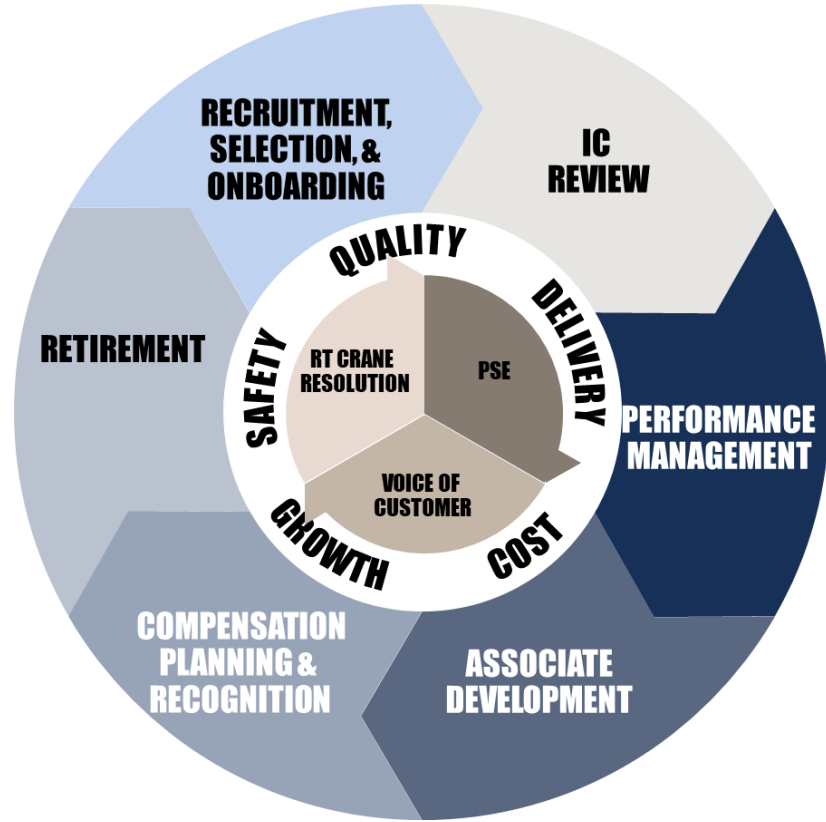 RECRUITMENT,
SELECTION, &
ONBOARDING
IC
REVIEW
PERFORMANCE
MANAGEMENT
ASSOCIATE
DEVELOPMENT
COMPENSATION
PLANNING &
RECOGNITION
RETIREMENT
QUALITY
DELIVERY
COST
GROWTH
SAFETY
RT CRANE
RESOLUTION
PSE
VOICE OF
CUSTOMER